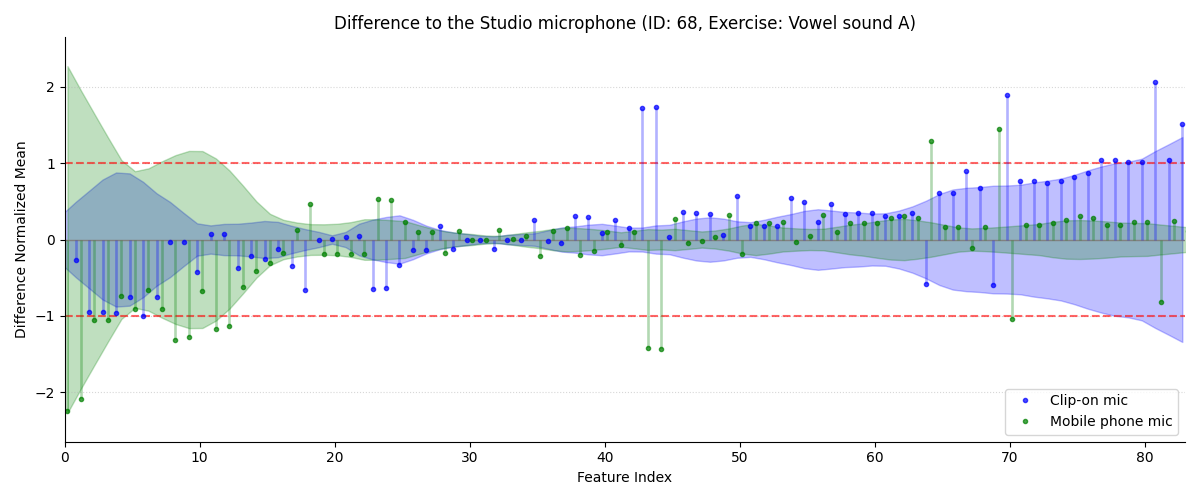 Difference to the Studio microphone (ID: 68, Exercise: Vowel sound A)
Difference Normalized Mean
2
1
0
−1
−2
0 10 20 30 40 50 60 70 80
Feature Index
Clip-on mic
Mobile phone mic